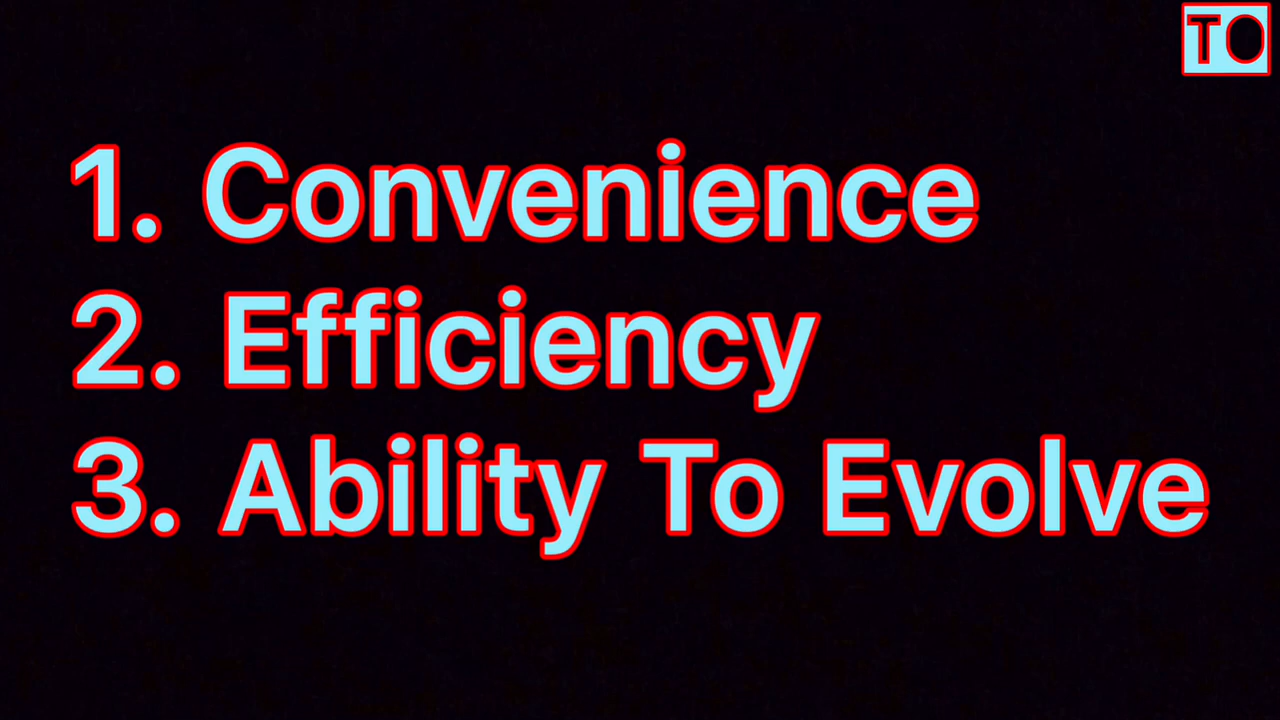 TO
1. Convenience
2. Efficiency
3. Ability To Evolve